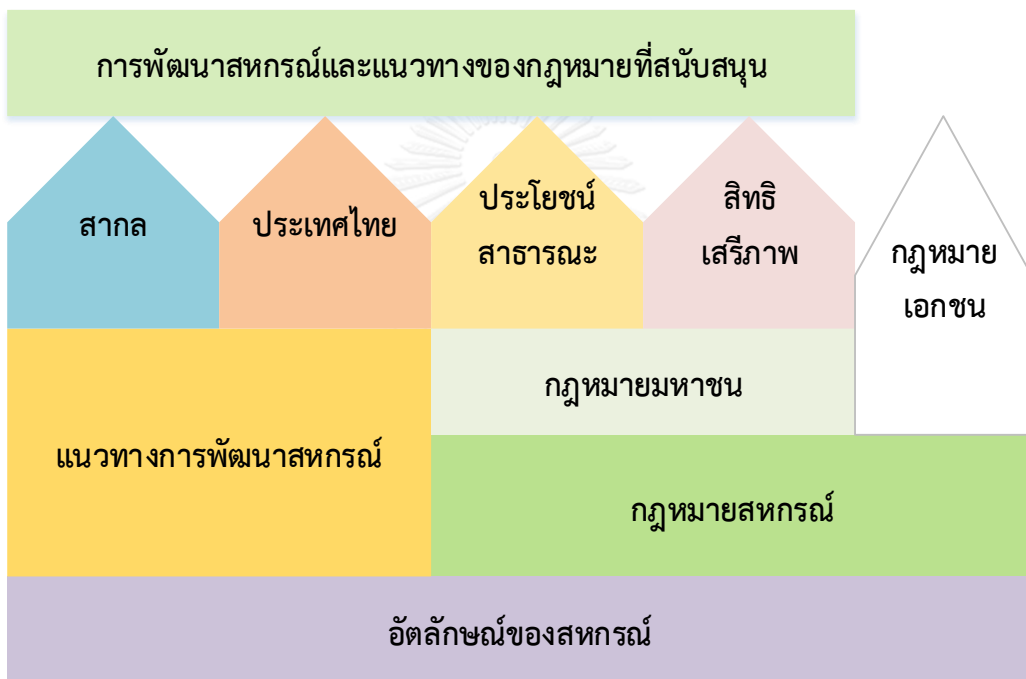 การพัฒนาสหกรณ์และแนวทางของกฎหมายที่สนับสนุน
สากล
ประเทศไทย
ประโยชน์
สาธารณะ
สิทธิ
เสรีภาพ
กฎหมาย
เอกชน
แนวทางการพัฒนาสหกรณ์
กฎหมายมหาชน
กฎหมายสหกรณ์
อัตลักษณ์ของสหกรณ์